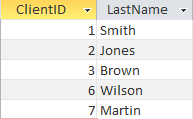 ClientID LastName
1 Smith
2 Jones
3 Brown
6 Wilson
7 Martin